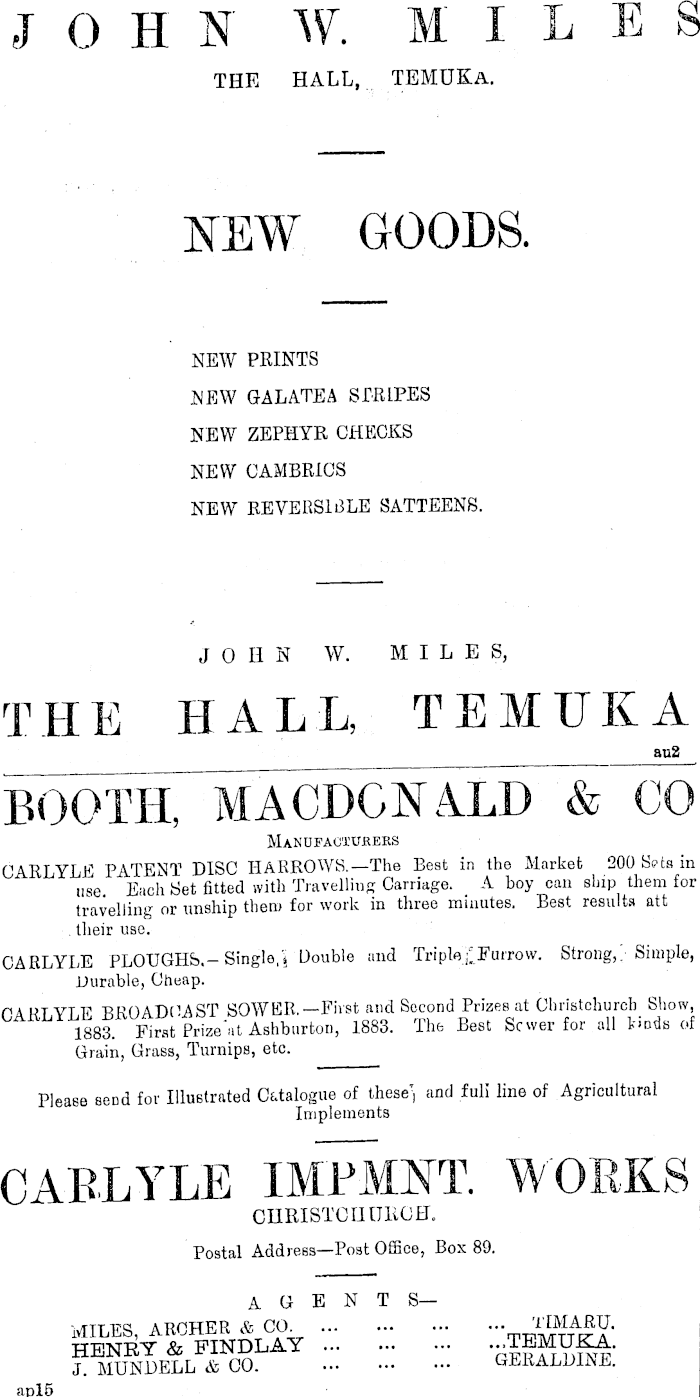 JOHN W. MILES
THE HALL, TEMUKA.
NEW GOODS.
NEW PRINTS
NEW GALATEA STRIPES
NEW ZEPHYR CHECKS
NEW CAMBRICS
NEW REVERSIBLE SATTEENS.
JOHN W. MILES,
THE HALL, TEMUKA
au2
BOOTH, MACDONALD & CO
MANUFACTURERS
CARLYLE PATENT DISC HARROWS.—The Best in the Market 200 Sets in
use. Each Set fitted with Travelling Carriage. A boy can ship them for
travelling or unship them for work in three minutes. Best results att
their use.
CARLYLE PLOUGHS.—Single, Double and Triple Furrow. Strong, Simple,
Durable, Cheap.
CARLYLE BROADCAST SOWER.—First and Second Prizes at Christchurch Show,
1883. First Prize at Ashburton, 1883. The Best Sower for all kinds of
Grain, Grass, Turnips, etc.
Please send for Illustrated Catalogue of these, and full line of Agricultural
Implements
CARLYLE IMPMNT. WORKS
CHRISTCHURCH.
Postal Address—Post Office, Box 89.
AGENTS—
MILES, ARCHER & CO. ... ... ... ... TIMARU.
HENRY & FINDLAY ... ... ... ...TEMUKA.
J. MUNDELL & CO. ... ... ... GERALDINE.
ap15